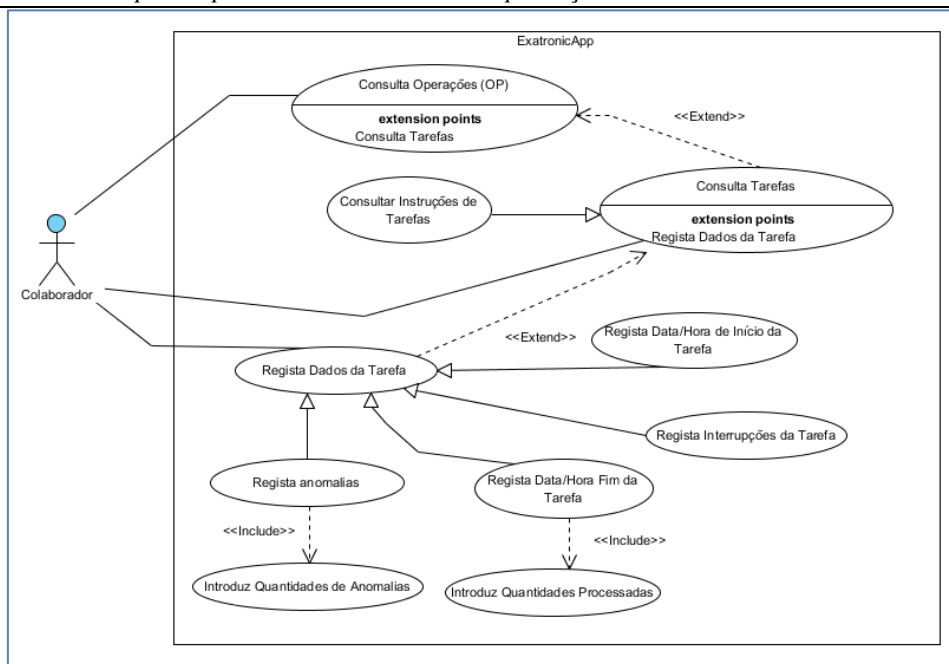 ExatronicApp
Consulta Operações (OP)
extension points
Consulta Tarefas
<<Extend>>
Consulta Tarefas
extension points
Regista Dados da Tarefa
Consultar Instruções de
Tarefas
Colaborador
<<Extend>>
Regista Data/Hora de Início da
Tarefa
Regista Dados da Tarefa
Regista Interrupções da Tarefa
Regista anomalias
Regista Data/Hora Fim da
Tarefa
<<Include>>
<<Include>>
Introduz Quantidades de Anomalias
Introduz Quantidades Processadas